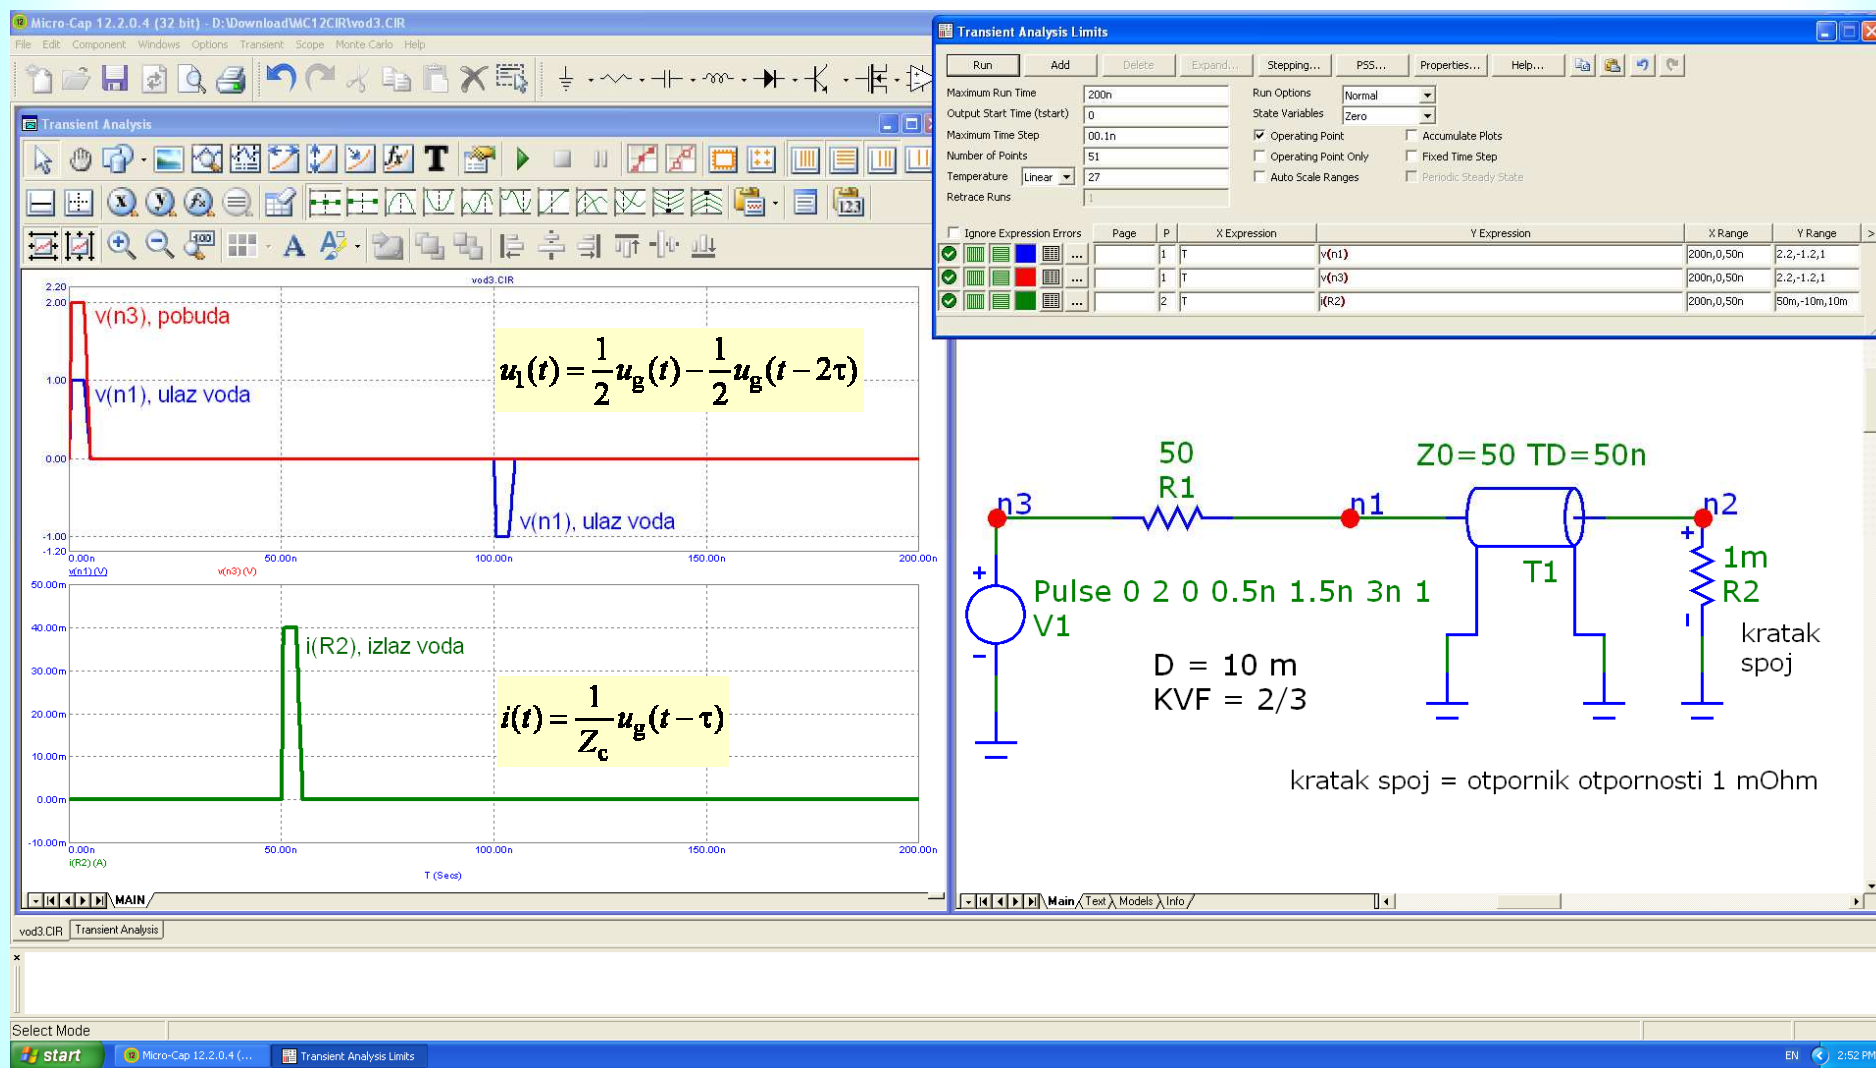 Micro-Cap 12.2.0.4 (32 bit) - D:\Download\MC12CIR\vod3.CIR
File Edit Component Windows Options Transient Scope Monte Carlo Help
Transient Analysis
vod3.CIR
2.20
2.00
1.00
0.00
-1.00
-1.20
v(n3), pobuda
v(n1), ulaz voda
u₁(t) = 1/2 u_g(t) − 1/2 u_g(t − 2τ)
v(n1), ulaz voda
0.00n 50.00n 100.00n 150.00n 200.00n
v(n1) (V) v(n3) (V)
50.00m
40.00m
30.00m
20.00m
10.00m
0.00m
-10.00m
i(R2), izlaz voda
i(t) = 1/Z_c u_g(t − τ)
0.00n 50.00n 100.00n 150.00n 200.00n
i(R2) (A)
T (Secs)
MAIN
Transient Analysis Limits
Run Add Delete Expand... Stepping... PSS... Properties... Help...
Maximum Run Time 200n Run Options Normal
Output Start Time (tstart) 0 State Variables Zero
Maximum Time Step 00.1n Operating Point Accumulate Plots
Number of Points 51 Operating Point Only Fixed Time Step
Temperature Linear 27 Auto Scale Ranges Periodic Steady State
Retrace Runs 1
Ignore Expression Errors Page P X Expression Y Expression X Range Y Range >
... 1 T v(n1) 200n,0,50n 2.2,-1.2,1
... 1 T v(n3) 200n,0,50n 2.2,-1.2,1
... 2 T i(R2) 200n,0,50n 50m,-10m,10m
50
R1
Z0=50 TD=50n
n3
n1
n2
T1
1m
R2
Pulse 0 2 0 0.5n 1.5n 3n 1
V1
kratak
spoj
D = 10 m
KVF = 2/3
kratak spoj = otpornik otpornosti 1 mOhm
Main Text Models Info
vod3.CIR Transient Analysis
Select Mode
start Micro-Cap 12.2.0.4 (... Transient Analysis Limits EN 2:52 PM